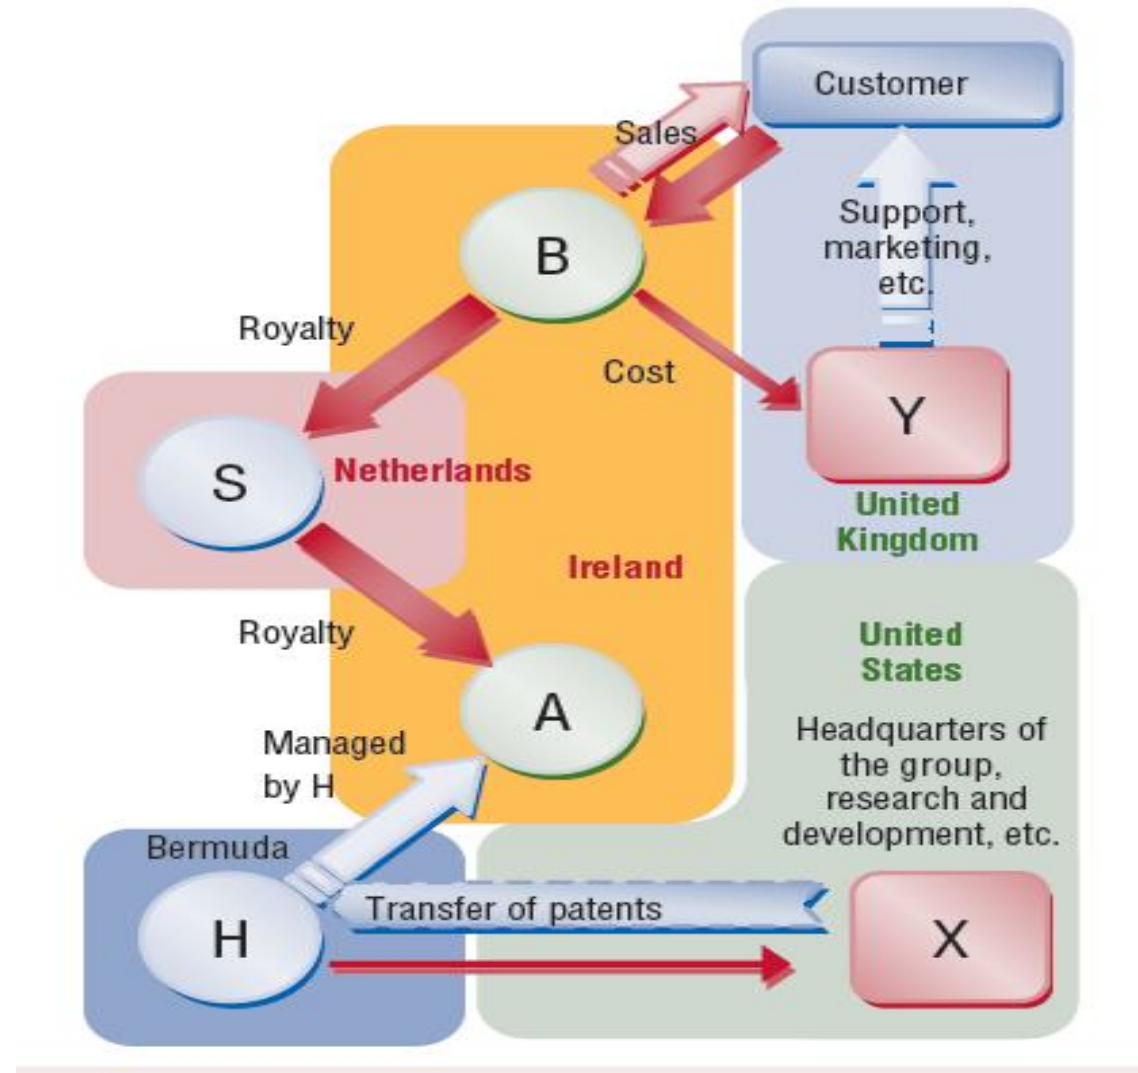 Customer
Sales
B
Support,
marketing,
etc.
Royalty
Cost
Y
S
Netherlands
United
Kingdom
Ireland
Royalty
United
States
A
Headquarters of
the group,
research and
development, etc.
Managed
by H
Bermuda
Transfer of patents
H
X